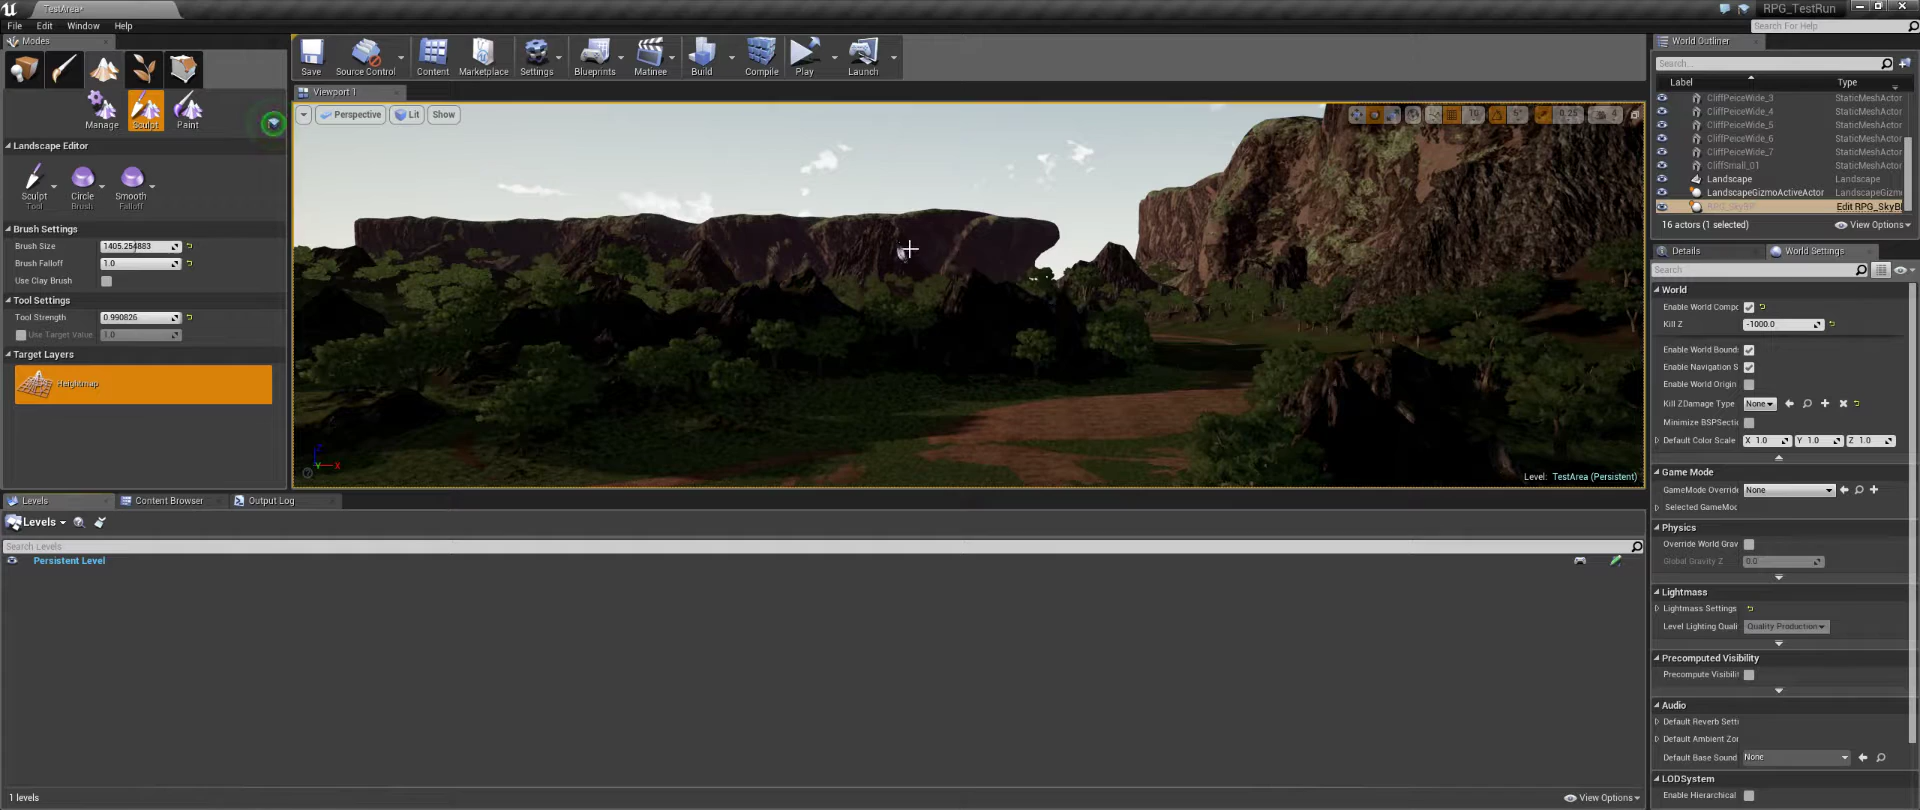 TestArea*
RPG_TestRun
File Edit Window Help
Search For Help
Modes
Save Source Control Content Marketplace Settings Blueprints Matinee Build Compile Play Launch
Manage Sculpt Paint
Viewport 1
Perspective Lit Show
10 5° 0.25 4
Landscape Editor
Sculpt Circle Smooth
Tool Brush Falloff
Brush Settings
Brush Size 1405.254883
Brush Falloff 1.0
Use Clay Brush
Tool Settings
Tool Strength 0.990826
Use Target Value 1.0
Target Layers
Heightmap
Level: TestArea (Persistent)
Levels Content Browser Output Log
Levels
Search Levels
Persistent Level
1 levels
View Options
World Outliner
Search...
Label Type
CliffPeiceWide_3 StaticMeshActor
CliffPeiceWide_4 StaticMeshActor
CliffPeiceWide_5 StaticMeshActor
CliffPeiceWide_6 StaticMeshActor
CliffPeiceWide_7 StaticMeshActor
CliffSmall_01 StaticMeshActor
Landscape Landscape
LandscapeGizmoActiveActor LandscapeGizm
RPG_SkyBP Edit RPG_SkyBl
16 actors (1 selected) View Options
Details World Settings
Search
World
Enable World Compo
Kill Z -1000.0
Enable World Bound
Enable Navigation S
Enable World Origin
Kill ZDamage Type None
Minimize BSPSectio
Default Color Scale X 1.0 Y 1.0 Z 1.0
Game Mode
GameMode Override None
Selected GameMod
Physics
Override World Grav
Global Gravity Z 0.0
Lightmass
Lightmass Settings
Level Lighting Quali Quality Production
Precomputed Visibility
Precompute Visibili
Audio
Default Reverb Setti
Default Ambient Zo
Default Base Sound None
LODSystem
Enable Hierarchical